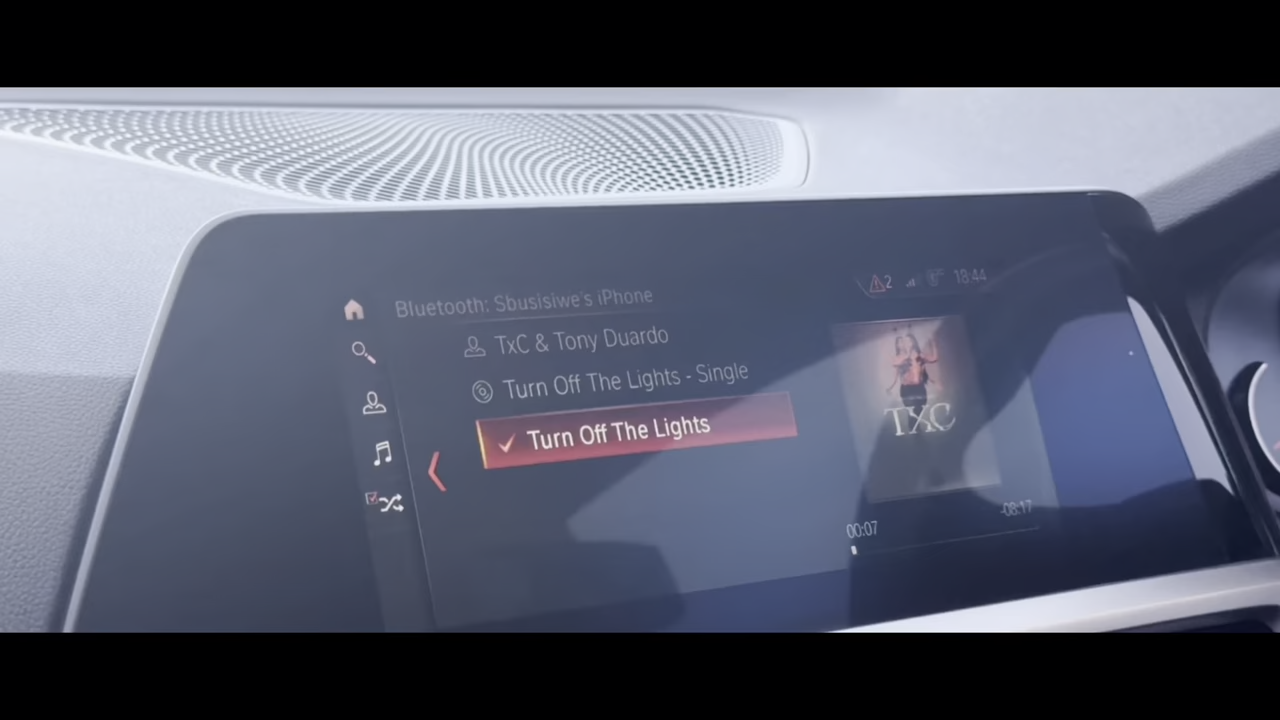 Bluetooth: Sbusisiwe's iPhone
2 18:44
TxC & Tony Duardo
Turn Off The Lights - Single
Turn Off The Lights
TXC
00:07 -08:17